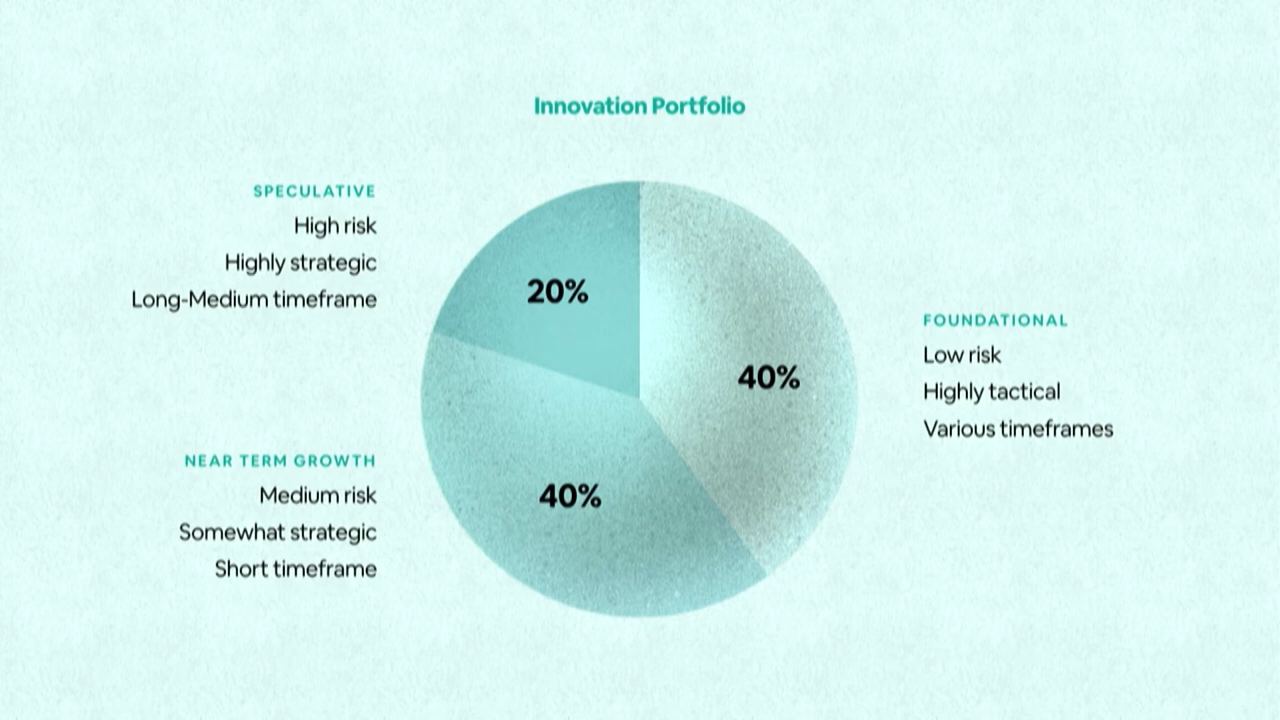 Innovation Portfolio
SPECULATIVE
High risk
Highly strategic
Long-Medium timeframe
20%
FOUNDATIONAL
Low risk
Highly tactical
Various timeframes
40%
NEAR TERM GROWTH
Medium risk
Somewhat strategic
Short timeframe
40%